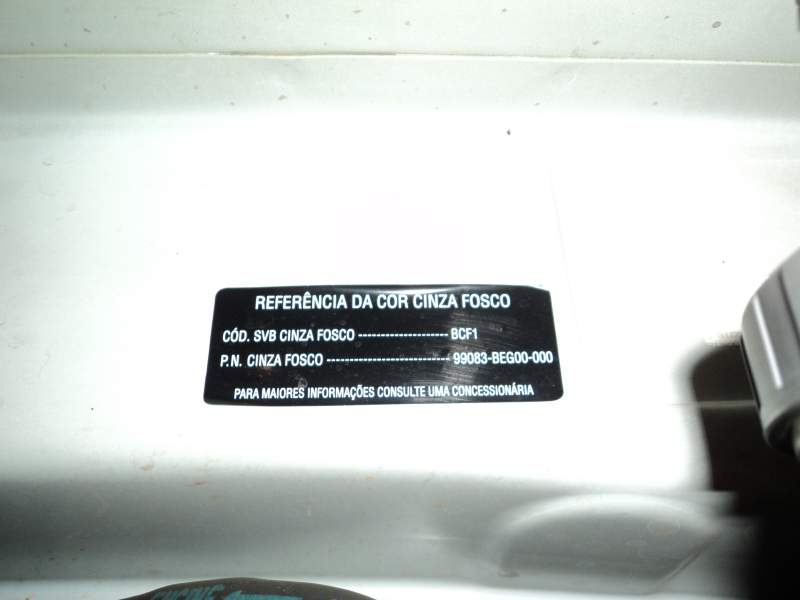 REFERÊNCIA DA COR CINZA FOSCO
CÓD. SVB CINZA FOSCO -------------------- BCF1
P.N. CINZA FOSCO ---------------------------- 99083-BEG00-000
PARA MAIORES INFORMAÇÕES CONSULTE UMA CONCESSIONÁRIA
ENGINE